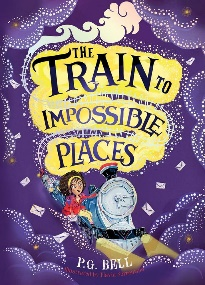 THE
TRAIN TO
IMPOSSIBLE
PLACES
P.G. BELL